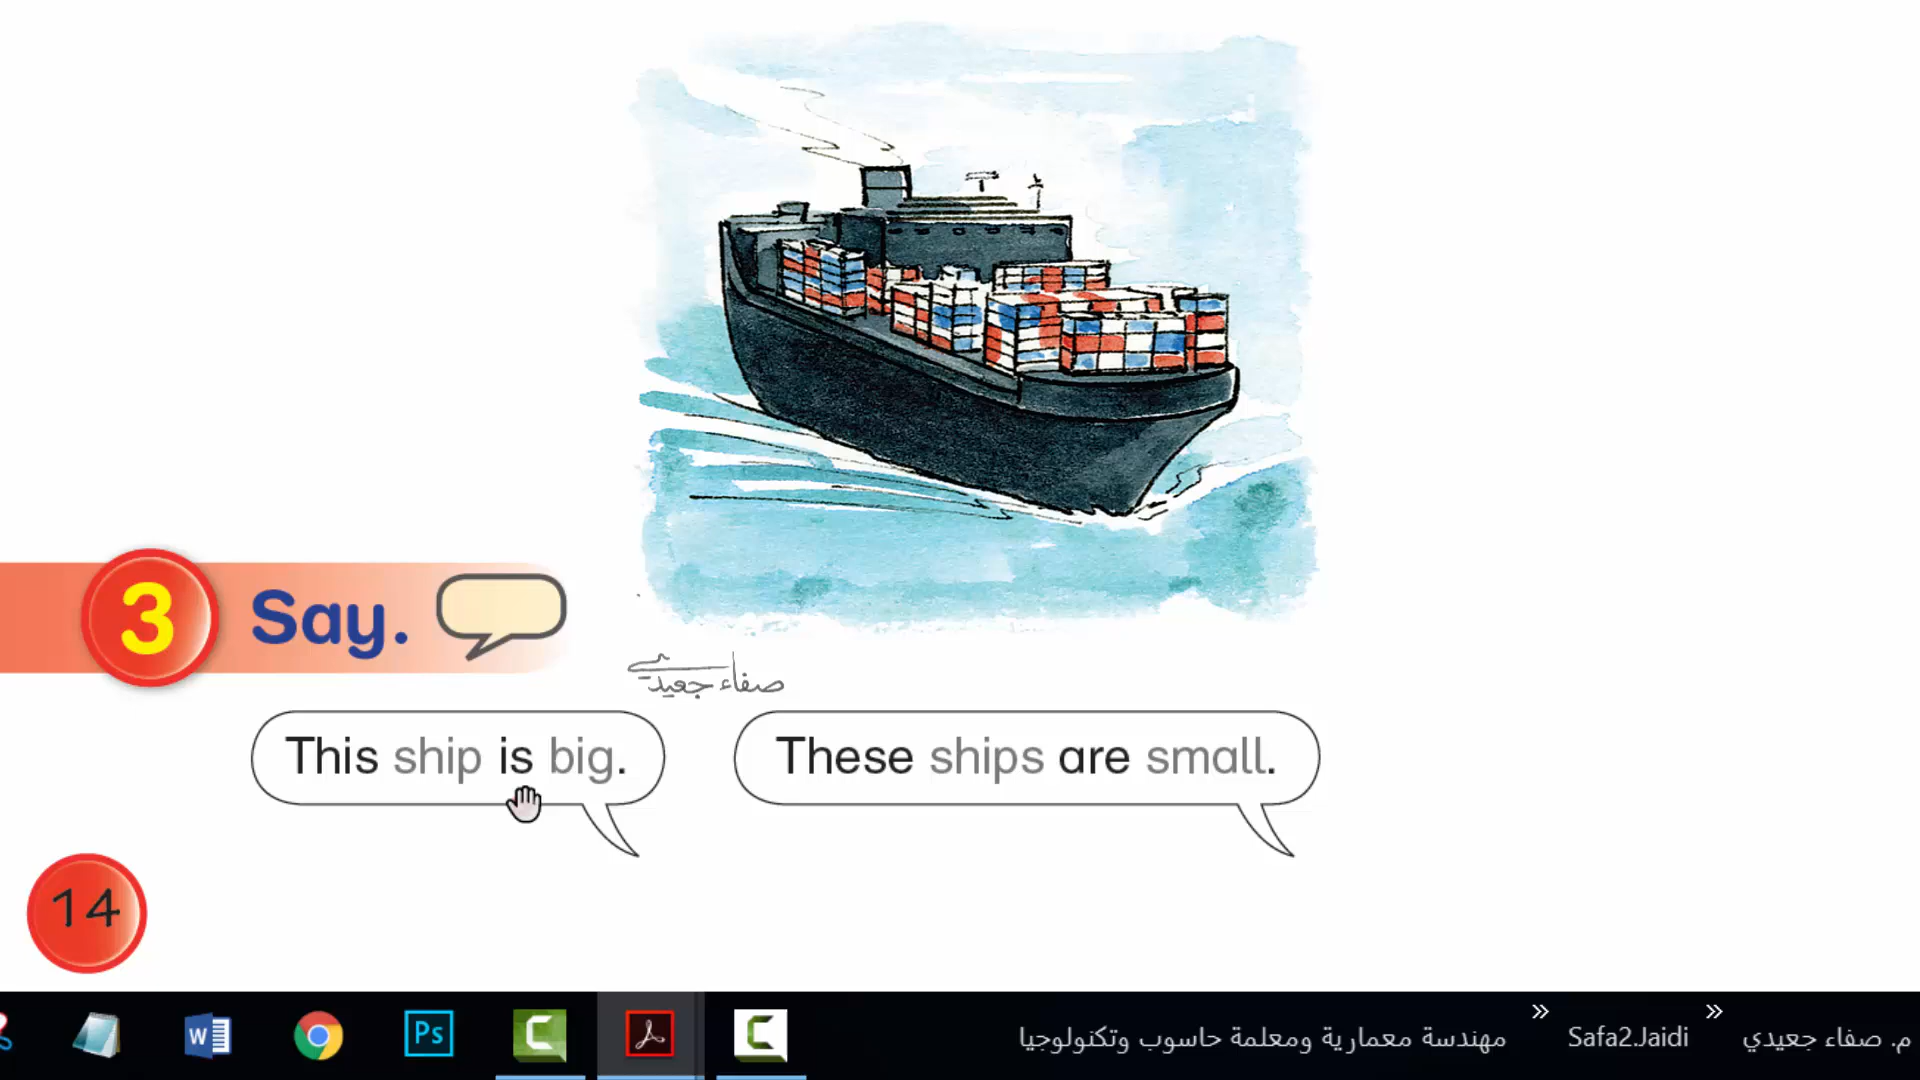 3 Say.
صفاء جعيدي
This ship is big.
These ships are small.
14
W Ps C C مهندسة معمارية ومعلمة حاسوب وتكنولوجيا » Safa2.Jaidi » م. صفاء جعيدي